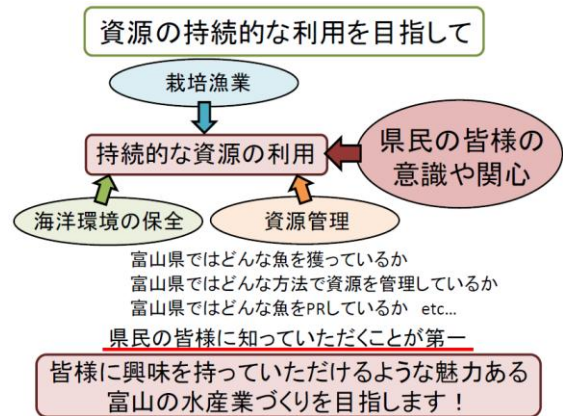 資源の持続的な利用を目指して
栽培漁業
持続的な資源の利用
県民の皆様の
意識や関心
海洋環境の保全
資源管理
富山県ではどんな魚を獲っているか
富山県ではどんな方法で資源を管理しているか
富山県ではどんな魚をPRしているか etc…
県民の皆様に知っていただくことが第一
皆様に興味を持っていただけるような魅力ある
富山の水産業づくりを目指します！